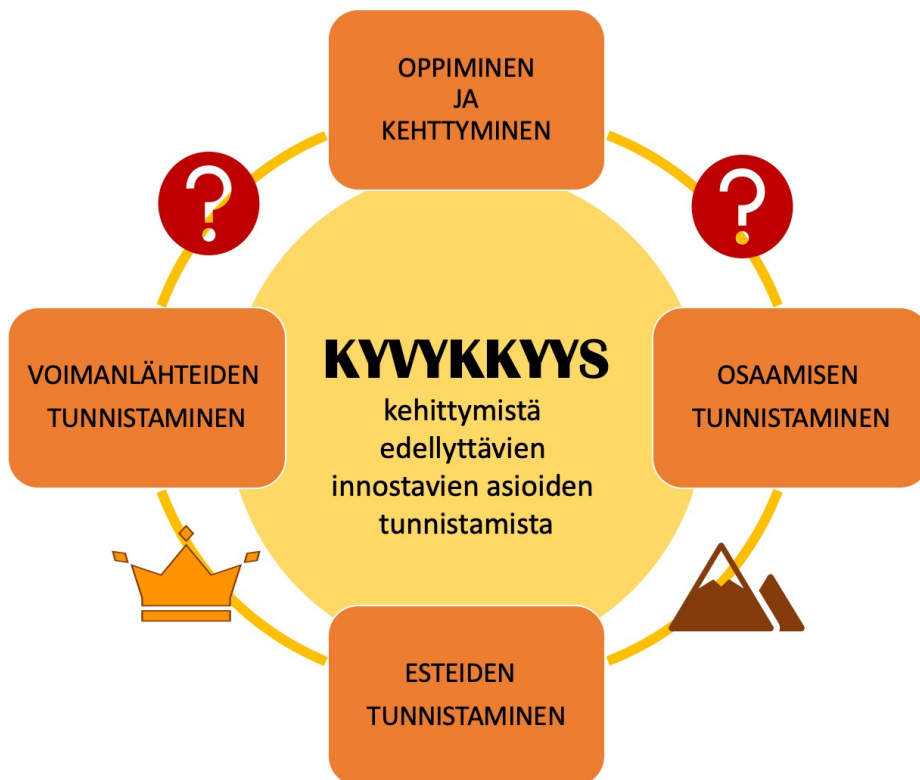 OPPIMINEN
JA
KEHTTYMINEN
VOIMANLÄHTEIDEN
TUNNISTAMINEN
KYVYKKYYS
kehittymistä
edellyttävien
innostavien asioiden
tunnistamista
OSAAMISEN
TUNNISTAMINEN
ESTEIDEN
TUNNISTAMINEN